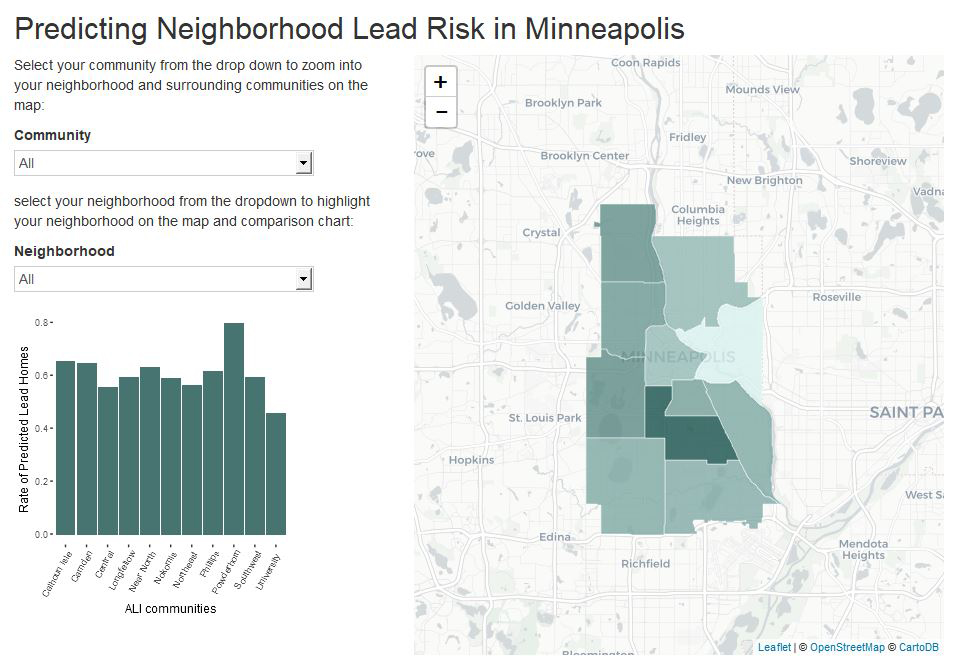 Predicting Neighborhood Lead Risk in Minneapolis
Select your community from the drop down to zoom into
your neighborhood and surrounding communities on the
map:
Community
All
select your neighborhood from the dropdown to highlight
your neighborhood on the map and comparison chart:
Neighborhood
All
Rate of Predicted Lead Homes
0.8
0.6
0.4
0.2
0.0
Calhoun Isle
Camden
Central
Longfellow
Near North
Nokomis
Northeast
Phillips
Powderhorn
Southwest
University
ALI communities
+
−
Coon Rapids
Mounds View
Brooklyn Park
Fridley
ove
Brooklyn Center
Shoreview
New Brighton
Vadna
Columbia
Heights
Crystal
Roseville
Golden Valley
MINNEAPOLIS
St. Louis Park
SAINT PA
Hopkins
West Sa
Edina
Mendota
Heights
Richfield
Bloomington
Leaflet | © OpenStreetMap © CartoDB